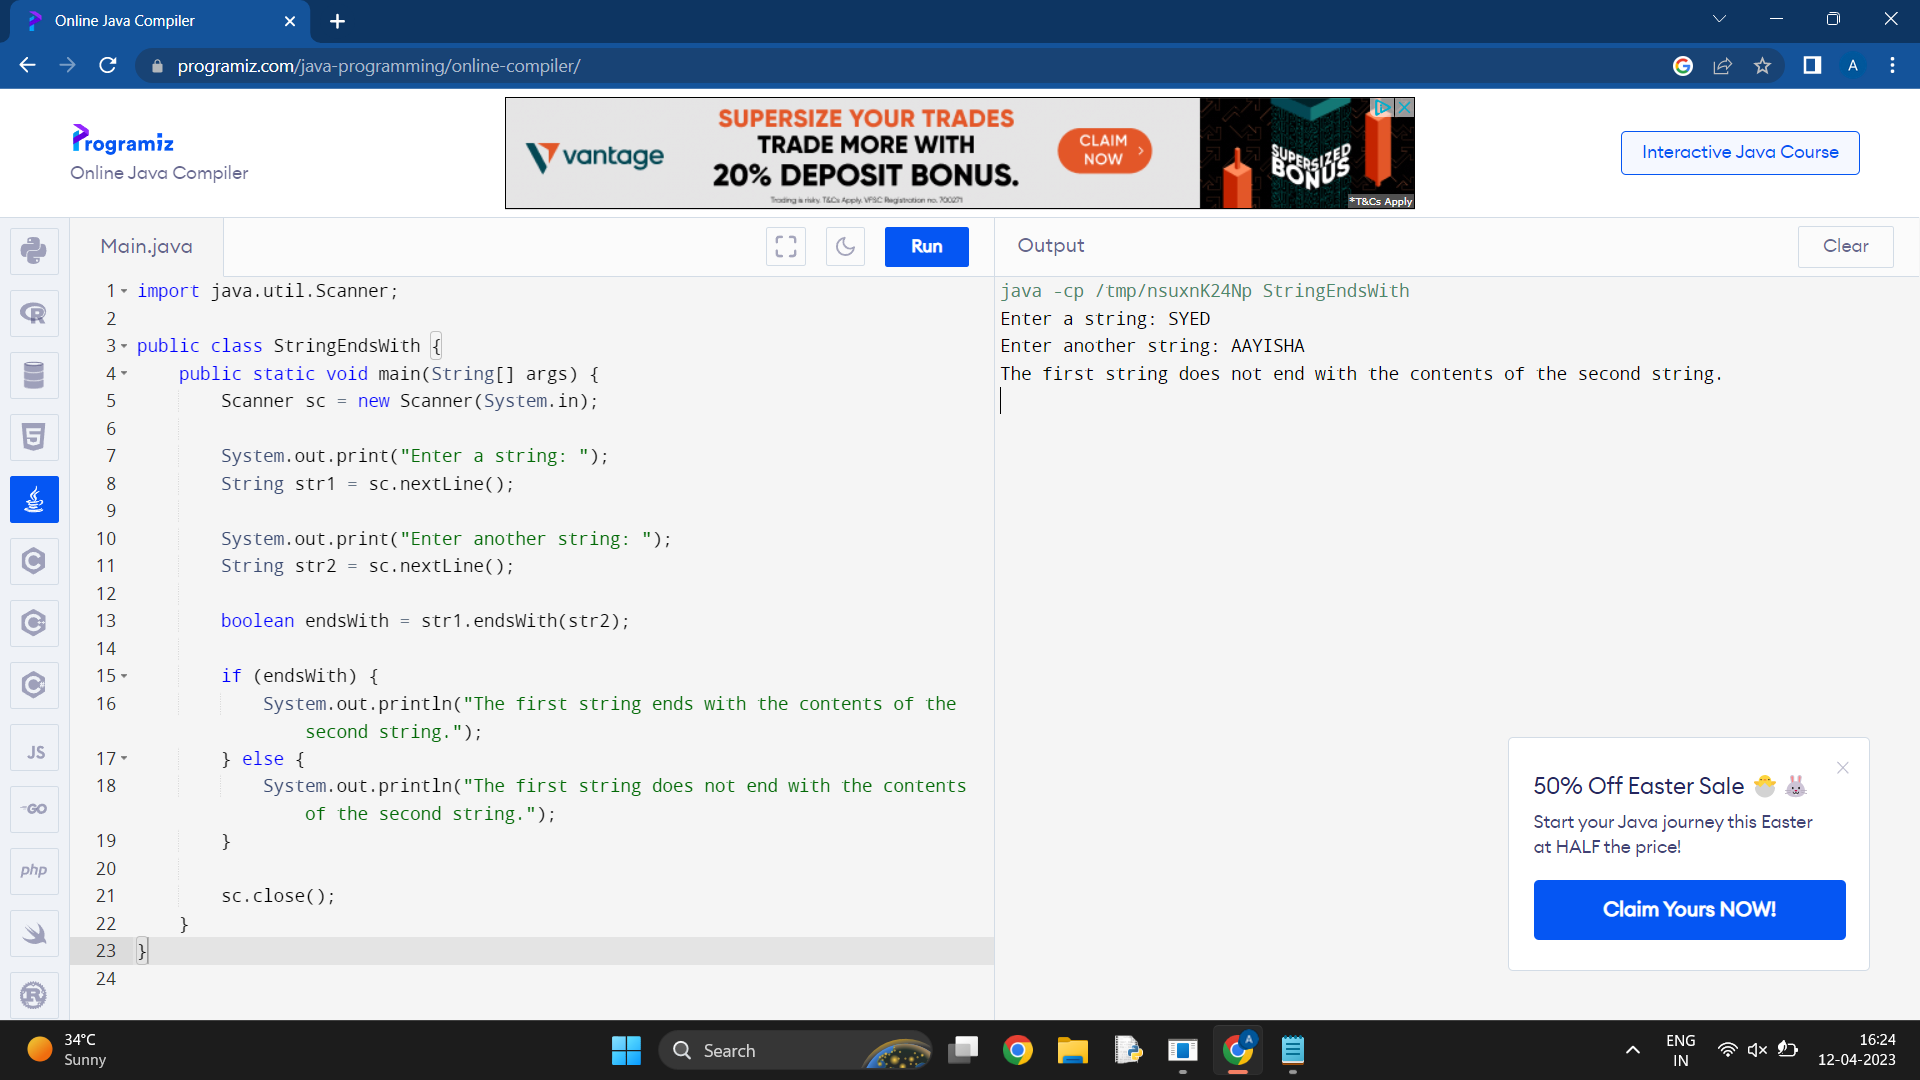 Online Java Compiler
programiz.com/java-programming/online-compiler/
A
Programiz
Online Java Compiler
vantage
SUPERSIZE YOUR TRADES
TRADE MORE WITH
20% DEPOSIT BONUS.
Trading is risky. T&Cs Apply. VFSC Registration no. 700271
CLAIM
NOW
SUPERSIZED
BONUS
*T&Cs Apply
Interactive Java Course
Main.java
Run
Output
Clear
1 import java.util.Scanner;
2
3 public class StringEndsWith {
4 public static void main(String[] args) {
5 Scanner sc = new Scanner(System.in);
6
7 System.out.print("Enter a string: ");
8 String str1 = sc.nextLine();
9
10 System.out.print("Enter another string: ");
11 String str2 = sc.nextLine();
12
13 boolean endsWith = str1.endsWith(str2);
14
15 if (endsWith) {
16 System.out.println("The first string ends with the contents of the
second string.");
17 } else {
18 System.out.println("The first string does not end with the contents
of the second string.");
19 }
20
21 sc.close();
22 }
23 }
24
java -cp /tmp/nsuxnK24Np StringEndsWith
Enter a string: SYED
Enter another string: AAYISHA
The first string does not end with the contents of the second string.
R
5
C
C
C
JS
GO
php
R
50% Off Easter Sale
Start your Java journey this Easter
at HALF the price!
Claim Yours NOW!
34°C
Sunny
Search
A
ENG
IN
16:24
12-04-2023